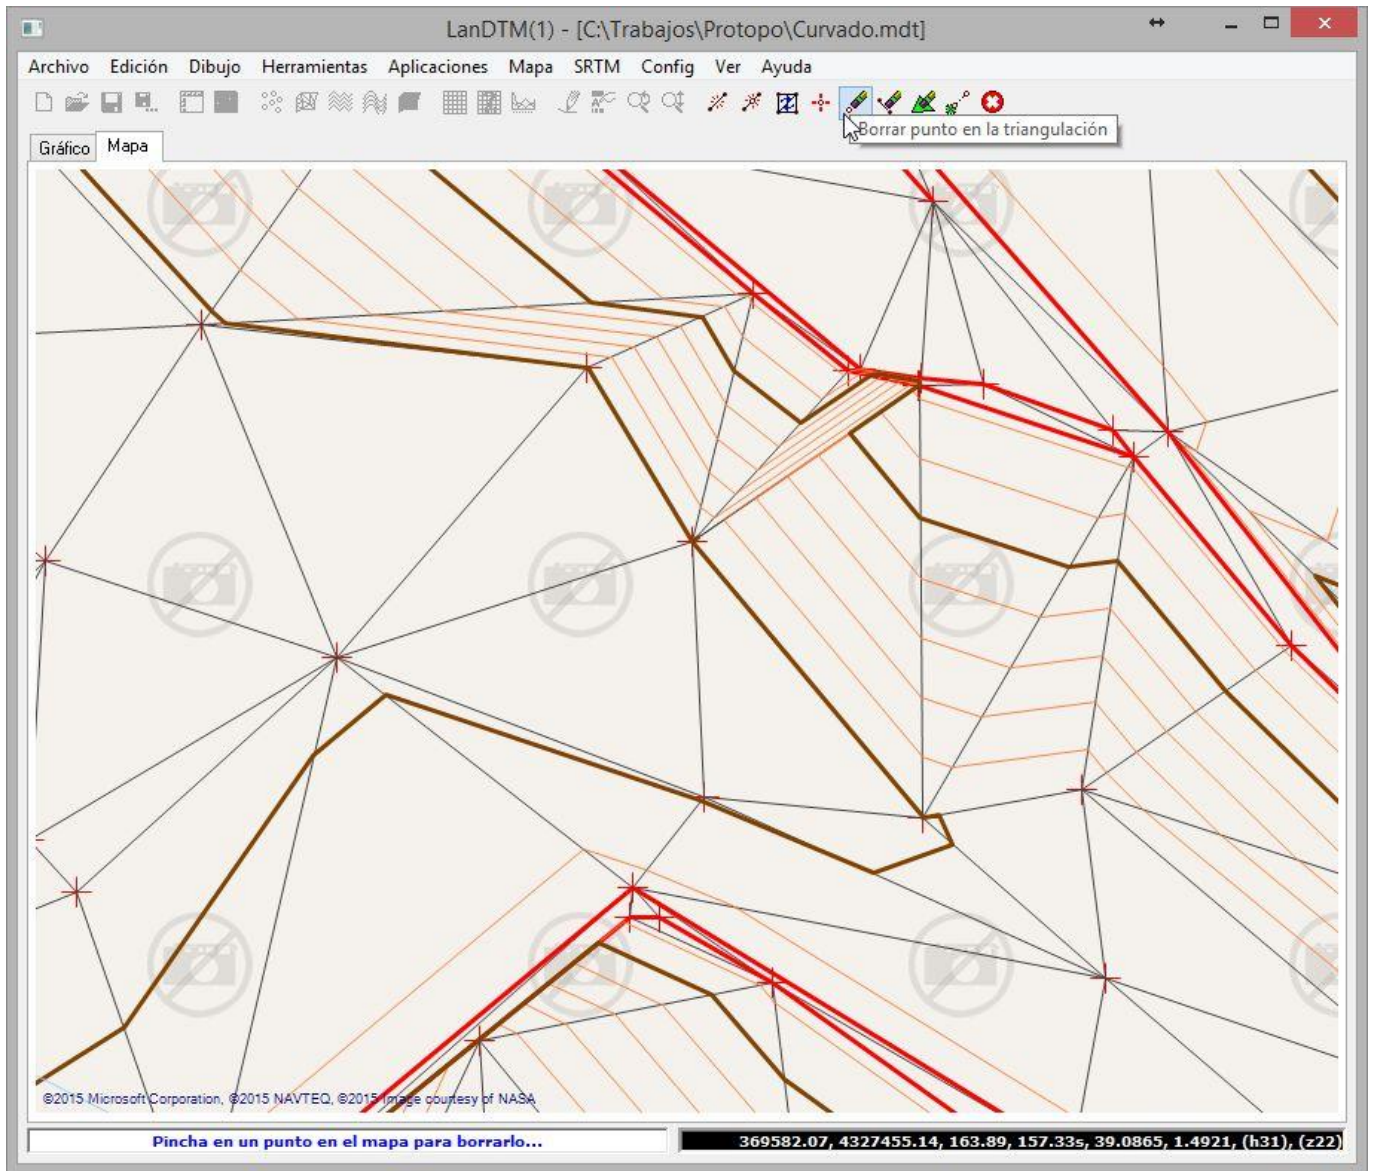 LanDTM(1) - [C:\Trabajos\Protopo\Curvado.mdt]
Archivo Edición Dibujo Herramientas Aplicaciones Mapa SRTM Config Ver Ayuda
Borrar punto en la triangulación
Gráfico Mapa
©2015 Microsoft Corporation, ©2015 NAVTEQ, ©2015 Image courtesy of NASA
Pincha en un punto en el mapa para borrarlo...
369582.07, 4327455.14, 163.89, 157.33s, 39.0865, 1.4921, (h31), (z22)